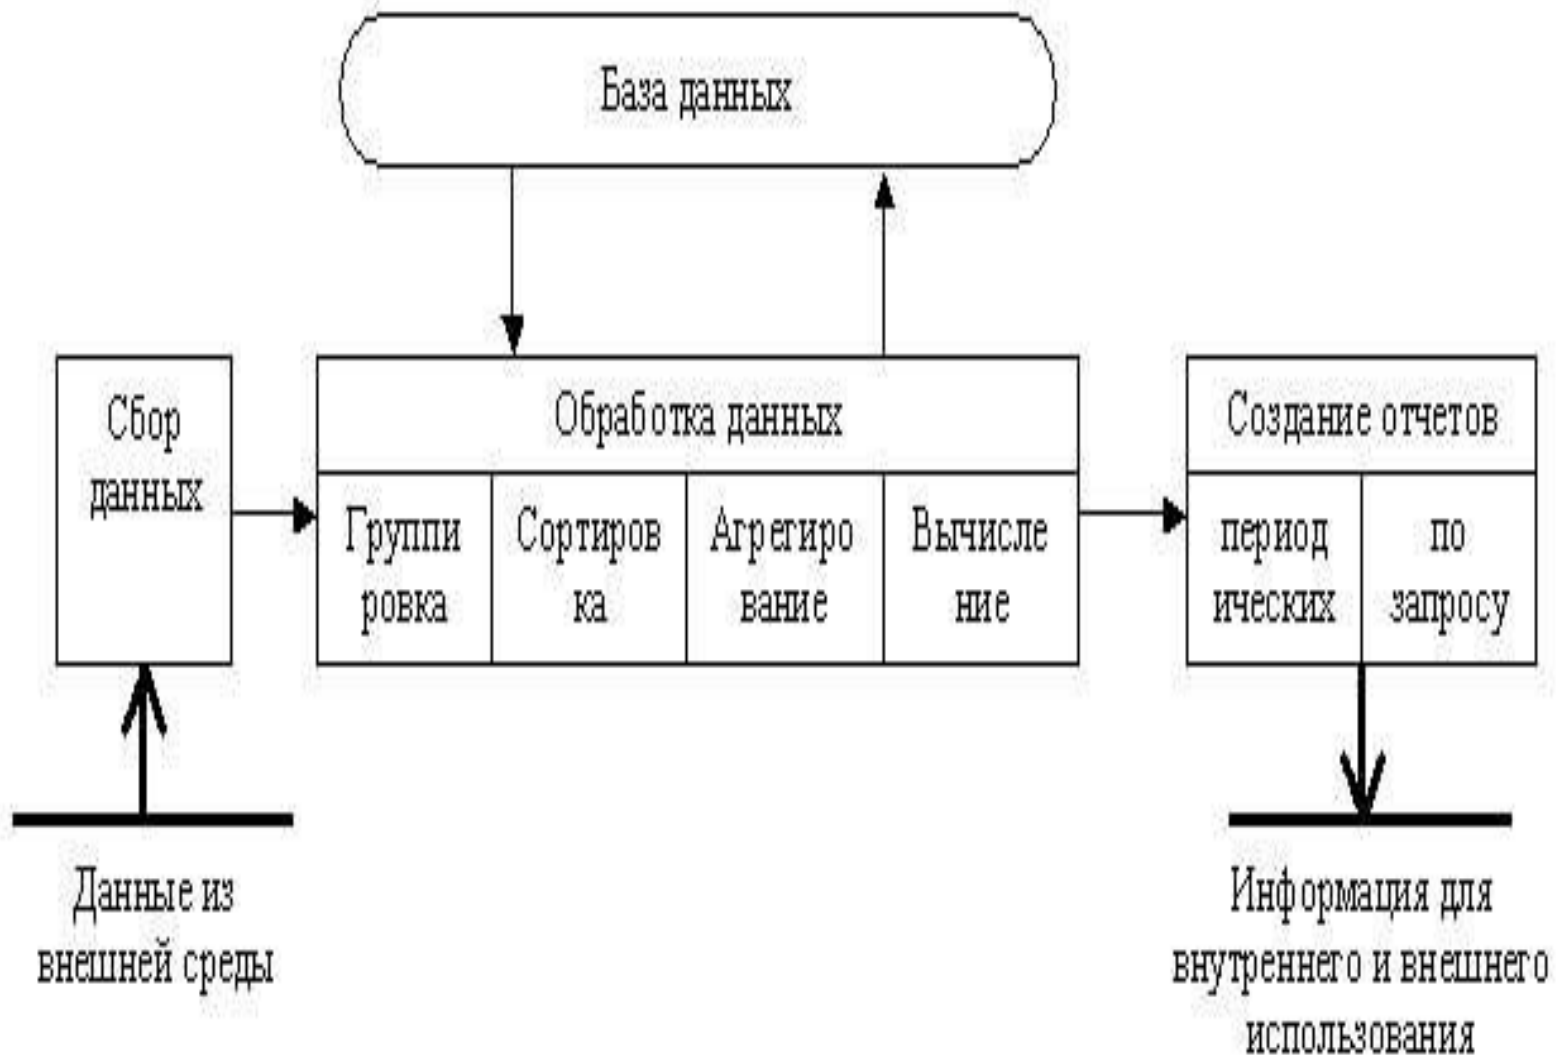 База данных
Сбор
данных
Обработка данных
Группи
ровка
Сортиров
ка
Агрегиро
вание
Вычисле
ние
Создание отчетов
период
ических
по
запросу
Данные из
внешней среды
Информация для
внутреннего и внешнего
использования